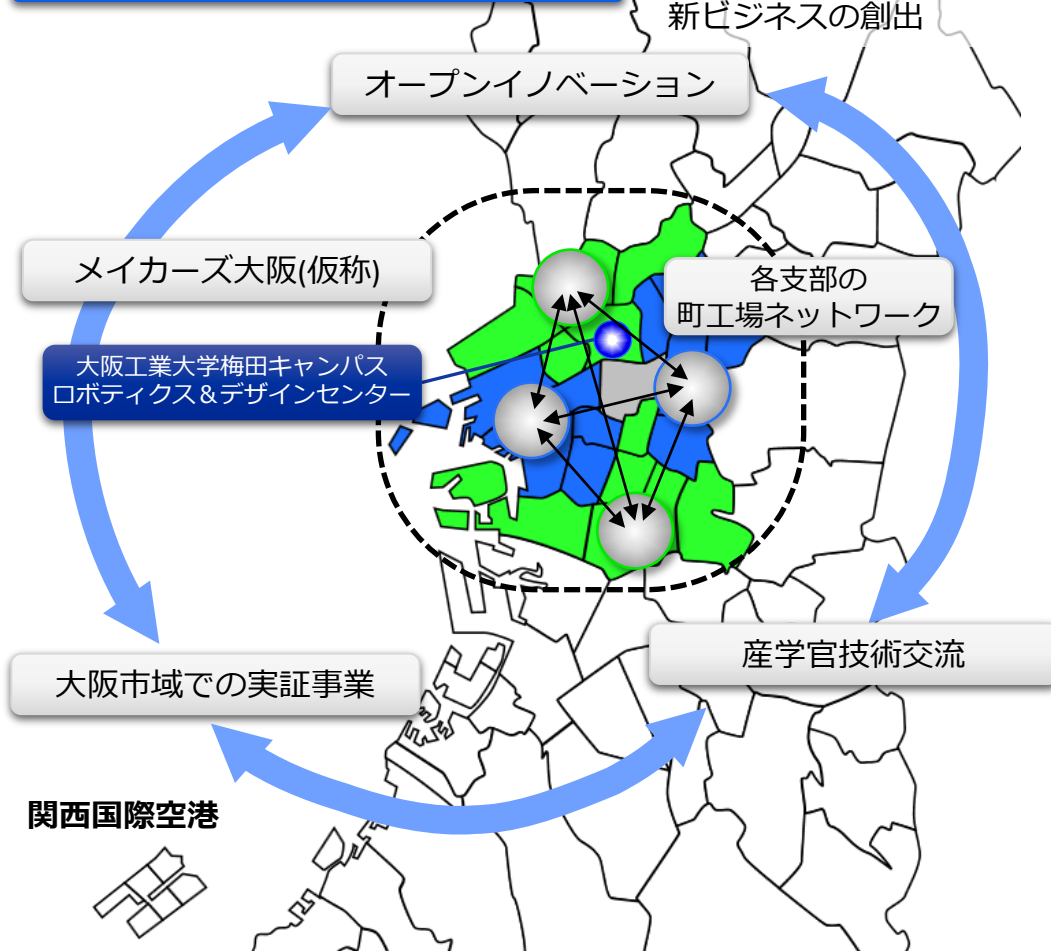 新ビジネスの創出
オープンイノベーション
メイカーズ大阪(仮称)
各支部の
町工場ネットワーク
大阪工業大学梅田キャンパス
ロボティクス＆デザインセンター
産学官技術交流
大阪市域での実証事業
関西国際空港